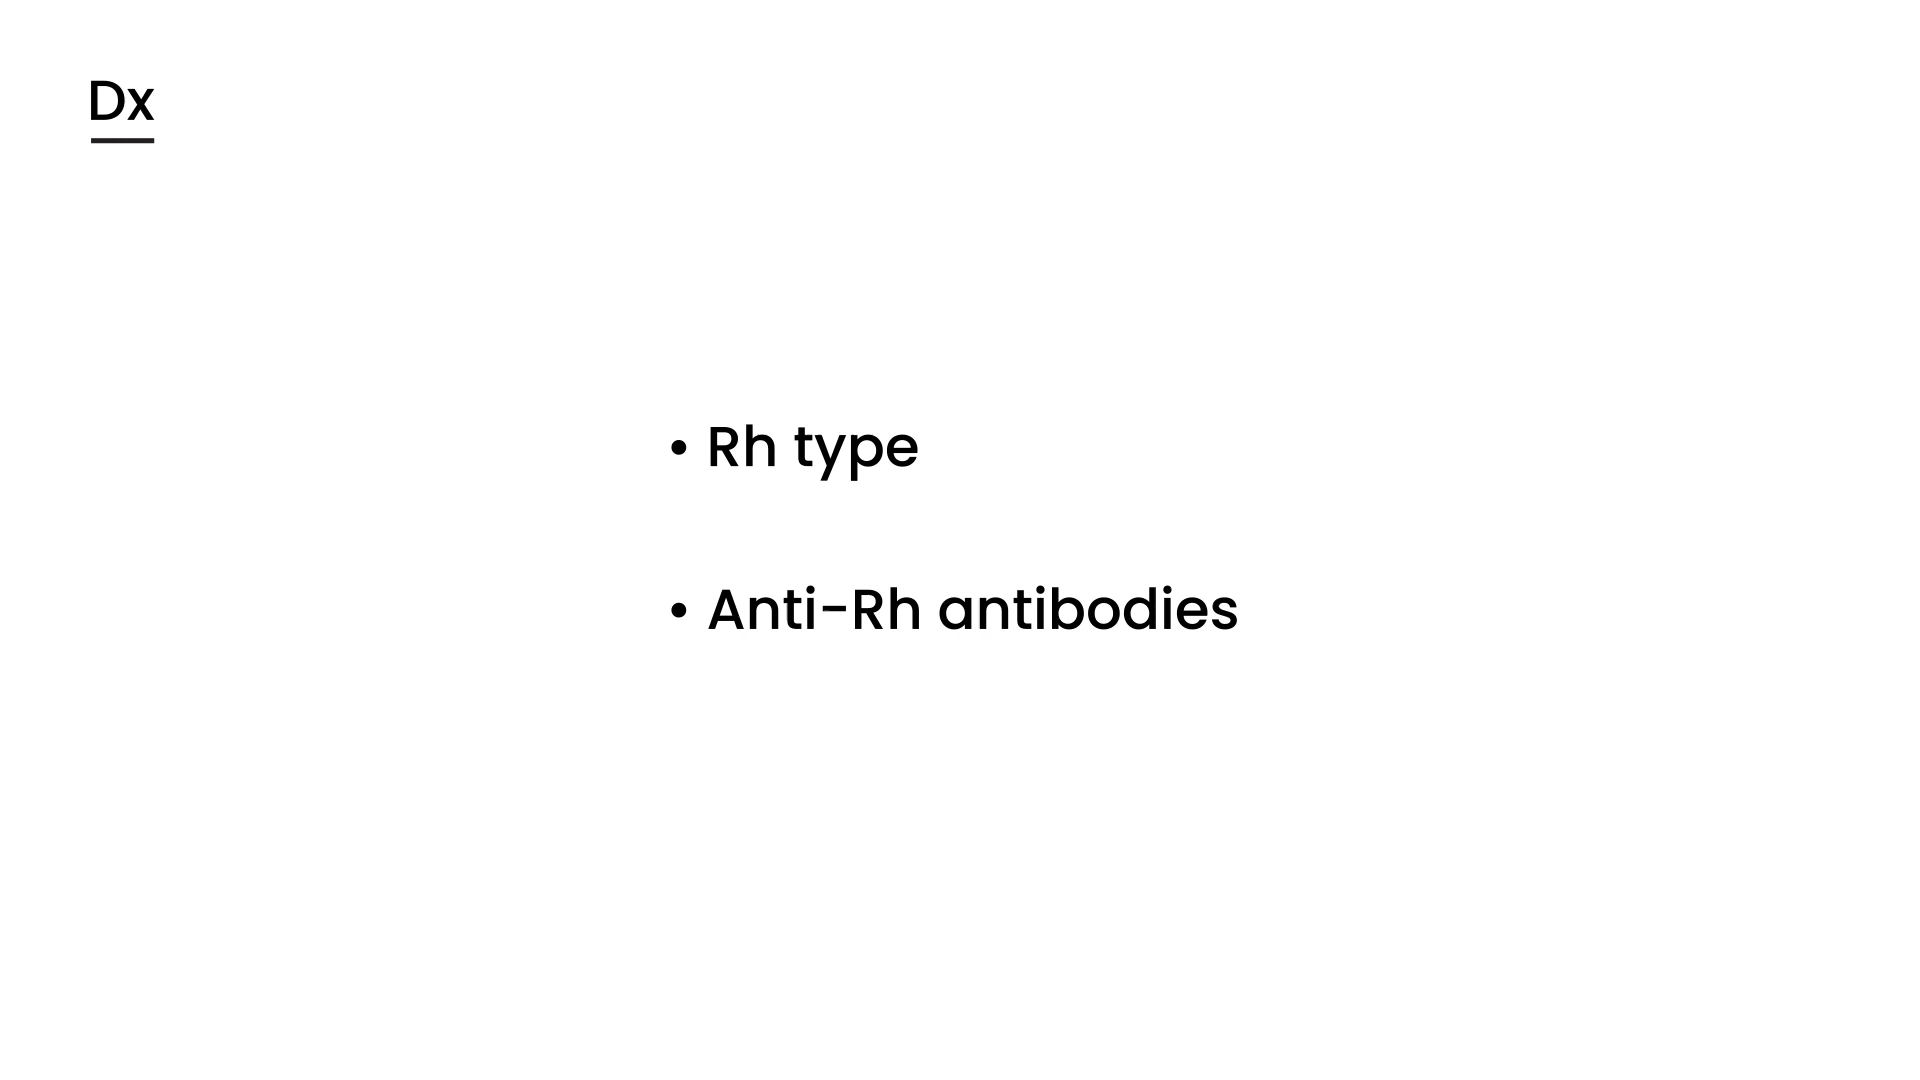 Dx
• Rh type
• Anti-Rh antibodies